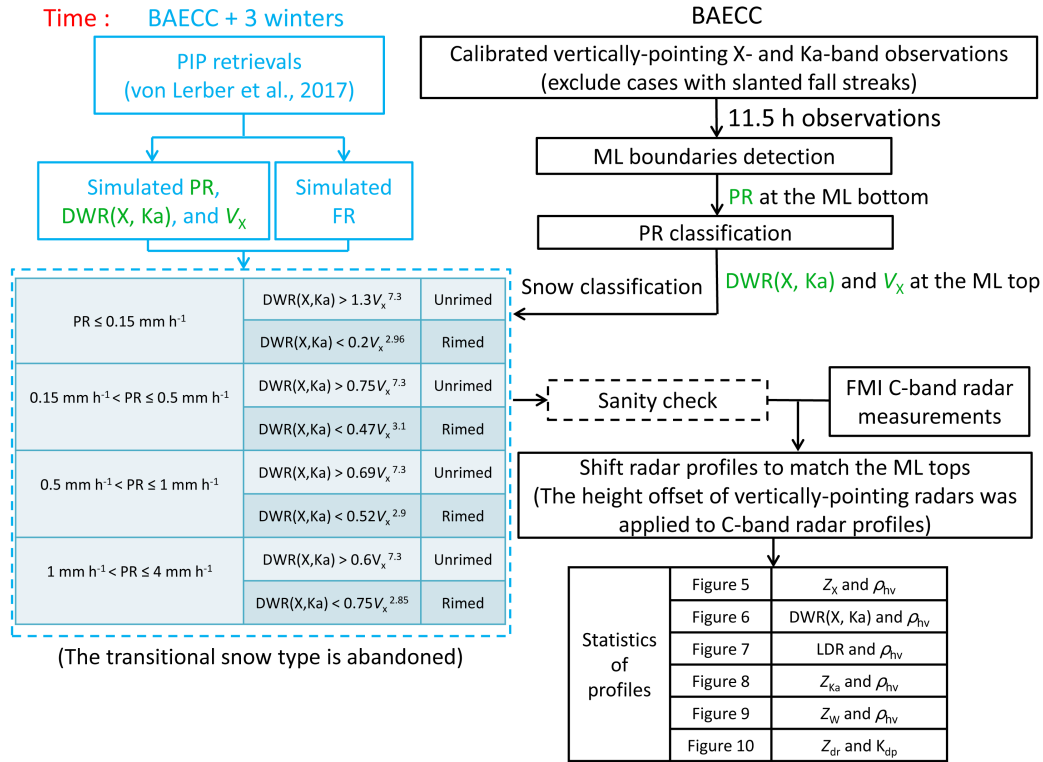 Time : BAECC + 3 winters
PIP retrievals
(von Lerber et al., 2017)
Simulated PR,
DWR(X, Ka), and Vₓ
Simulated
FR
PR ≤ 0.15 mm h⁻¹
DWR(X,Ka) > 1.3Vₓ⁷·³ Unrimed
DWR(X,Ka) < 0.2Vₓ²·⁹⁶ Rimed
0.15 mm h⁻¹ < PR ≤ 0.5 mm h⁻¹
DWR(X,Ka) > 0.75Vₓ⁷·³ Unrimed
DWR(X,Ka) < 0.47Vₓ³·¹ Rimed
0.5 mm h⁻¹ < PR ≤ 1 mm h⁻¹
DWR(X,Ka) > 0.69Vₓ⁷·³ Unrimed
DWR(X,Ka) < 0.52Vₓ²·⁹ Rimed
1 mm h⁻¹ < PR ≤ 4 mm h⁻¹
DWR(X,Ka) > 0.6Vₓ⁷·³ Unrimed
DWR(X,Ka) < 0.75Vₓ²·⁸⁵ Rimed
(The transitional snow type is abandoned)
BAECC
Calibrated vertically-pointing X- and Ka-band observations
(exclude cases with slanted fall streaks)
11.5 h observations
ML boundaries detection
PR at the ML bottom
PR classification
Snow classification
DWR(X, Ka) and Vₓ at the ML top
Sanity check
FMI C-band radar
measurements
Shift radar profiles to match the ML tops
(The height offset of vertically-pointing radars was
applied to C-band radar profiles)
Statistics
of
profiles
Figure 5 Z_X and ρ_hv
Figure 6 DWR(X, Ka) and ρ_hv
Figure 7 LDR and ρ_hv
Figure 8 Z_Ka and ρ_hv
Figure 9 Z_W and ρ_hv
Figure 10 Z_dr and K_dp